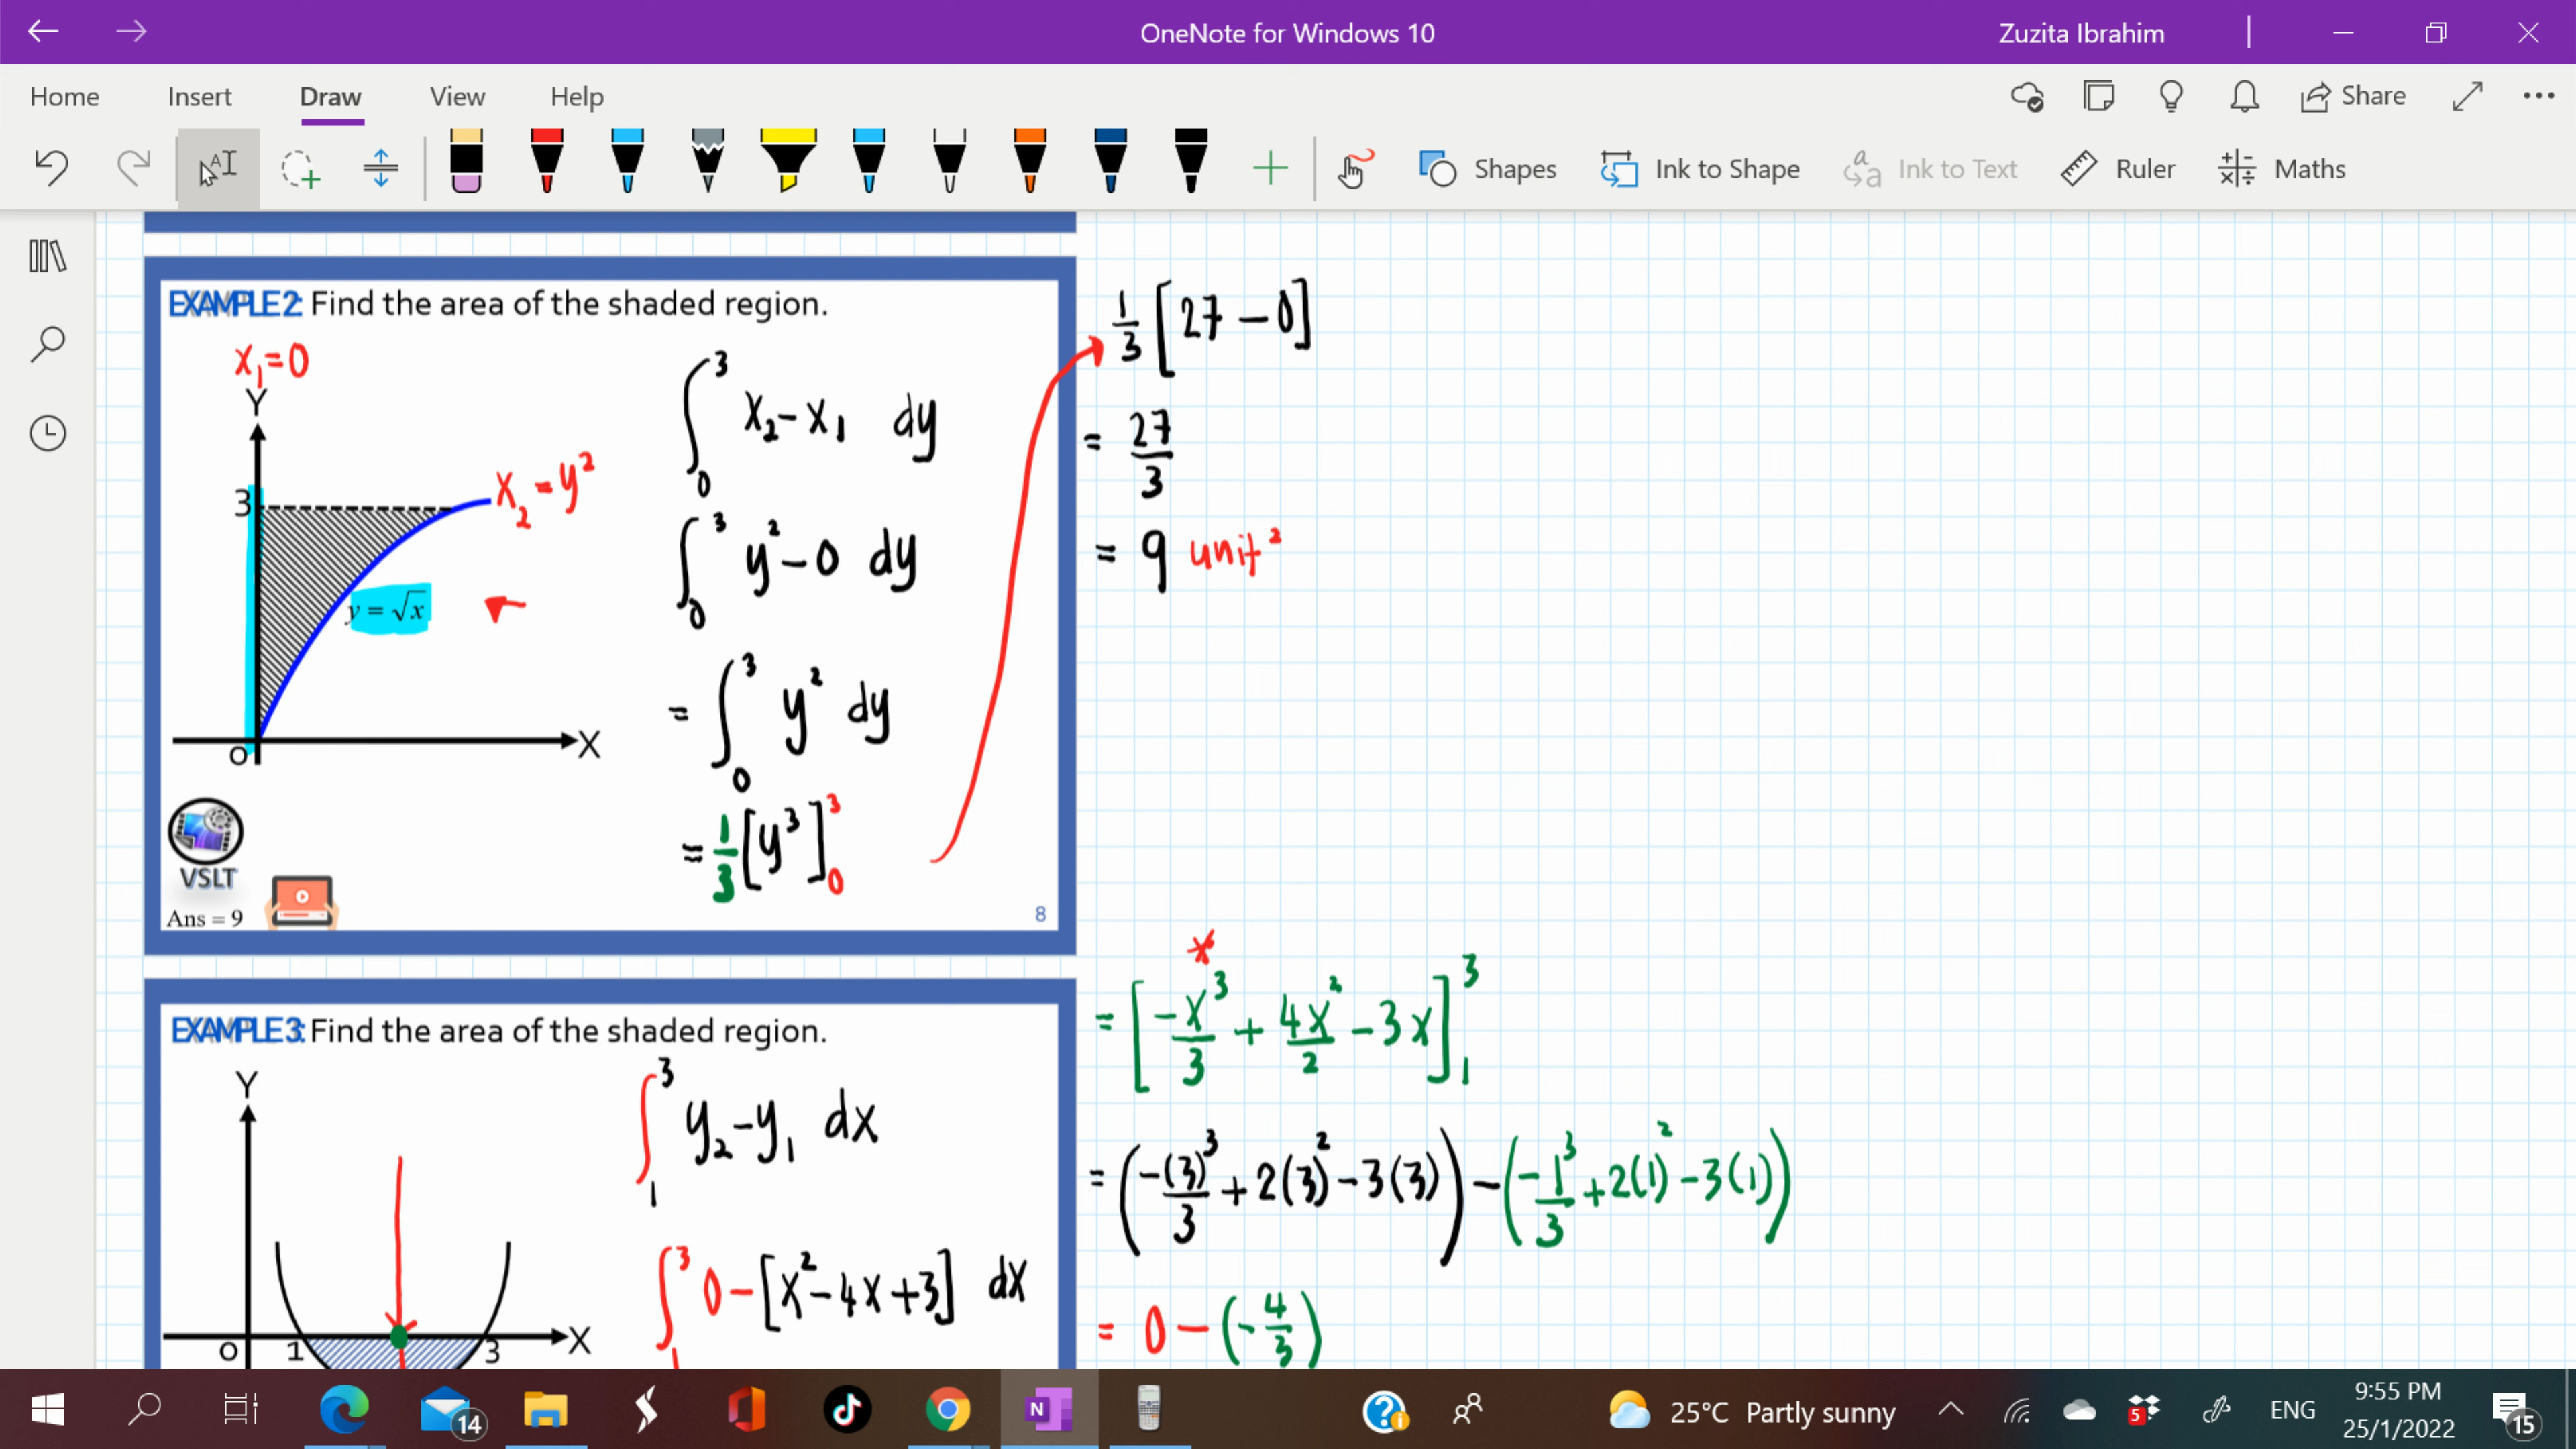 OneNote for Windows 10
Zuzita Ibrahim
Home Insert Draw View Help
Share
Shapes
Ink to Shape
Ink to Text
Ruler
Maths
EXAMPLE 2: Find the area of the shaded region.
x₁=0
Y
3
x₂ = y²
y = √x
0
X
∫₀³ x₂ - x₁ dy
∫₀³ y² - 0 dy
= ∫₀³ y² dy
= 1/3 [y³]₀³
VSLT
Ans = 9
8
1/3 [27 - 0]
= 27/3
= 9 unit²
EXAMPLE 3: Find the area of the shaded region.
Y
0 1 3 X
∫₁³ y₂ - y₁ dx
∫₁³ 0 - [x² - 4x + 3] dx
= [-x³/3 + 4x²/2 - 3x]₁³
= (-(3)³/3 + 2(3)² - 3(3)) - (-1³/3 + 2(1)² - 3(1))
= 0 - (-4/3)
14
N
25°C Partly sunny
5
ENG
9:55 PM
25/1/2022
15